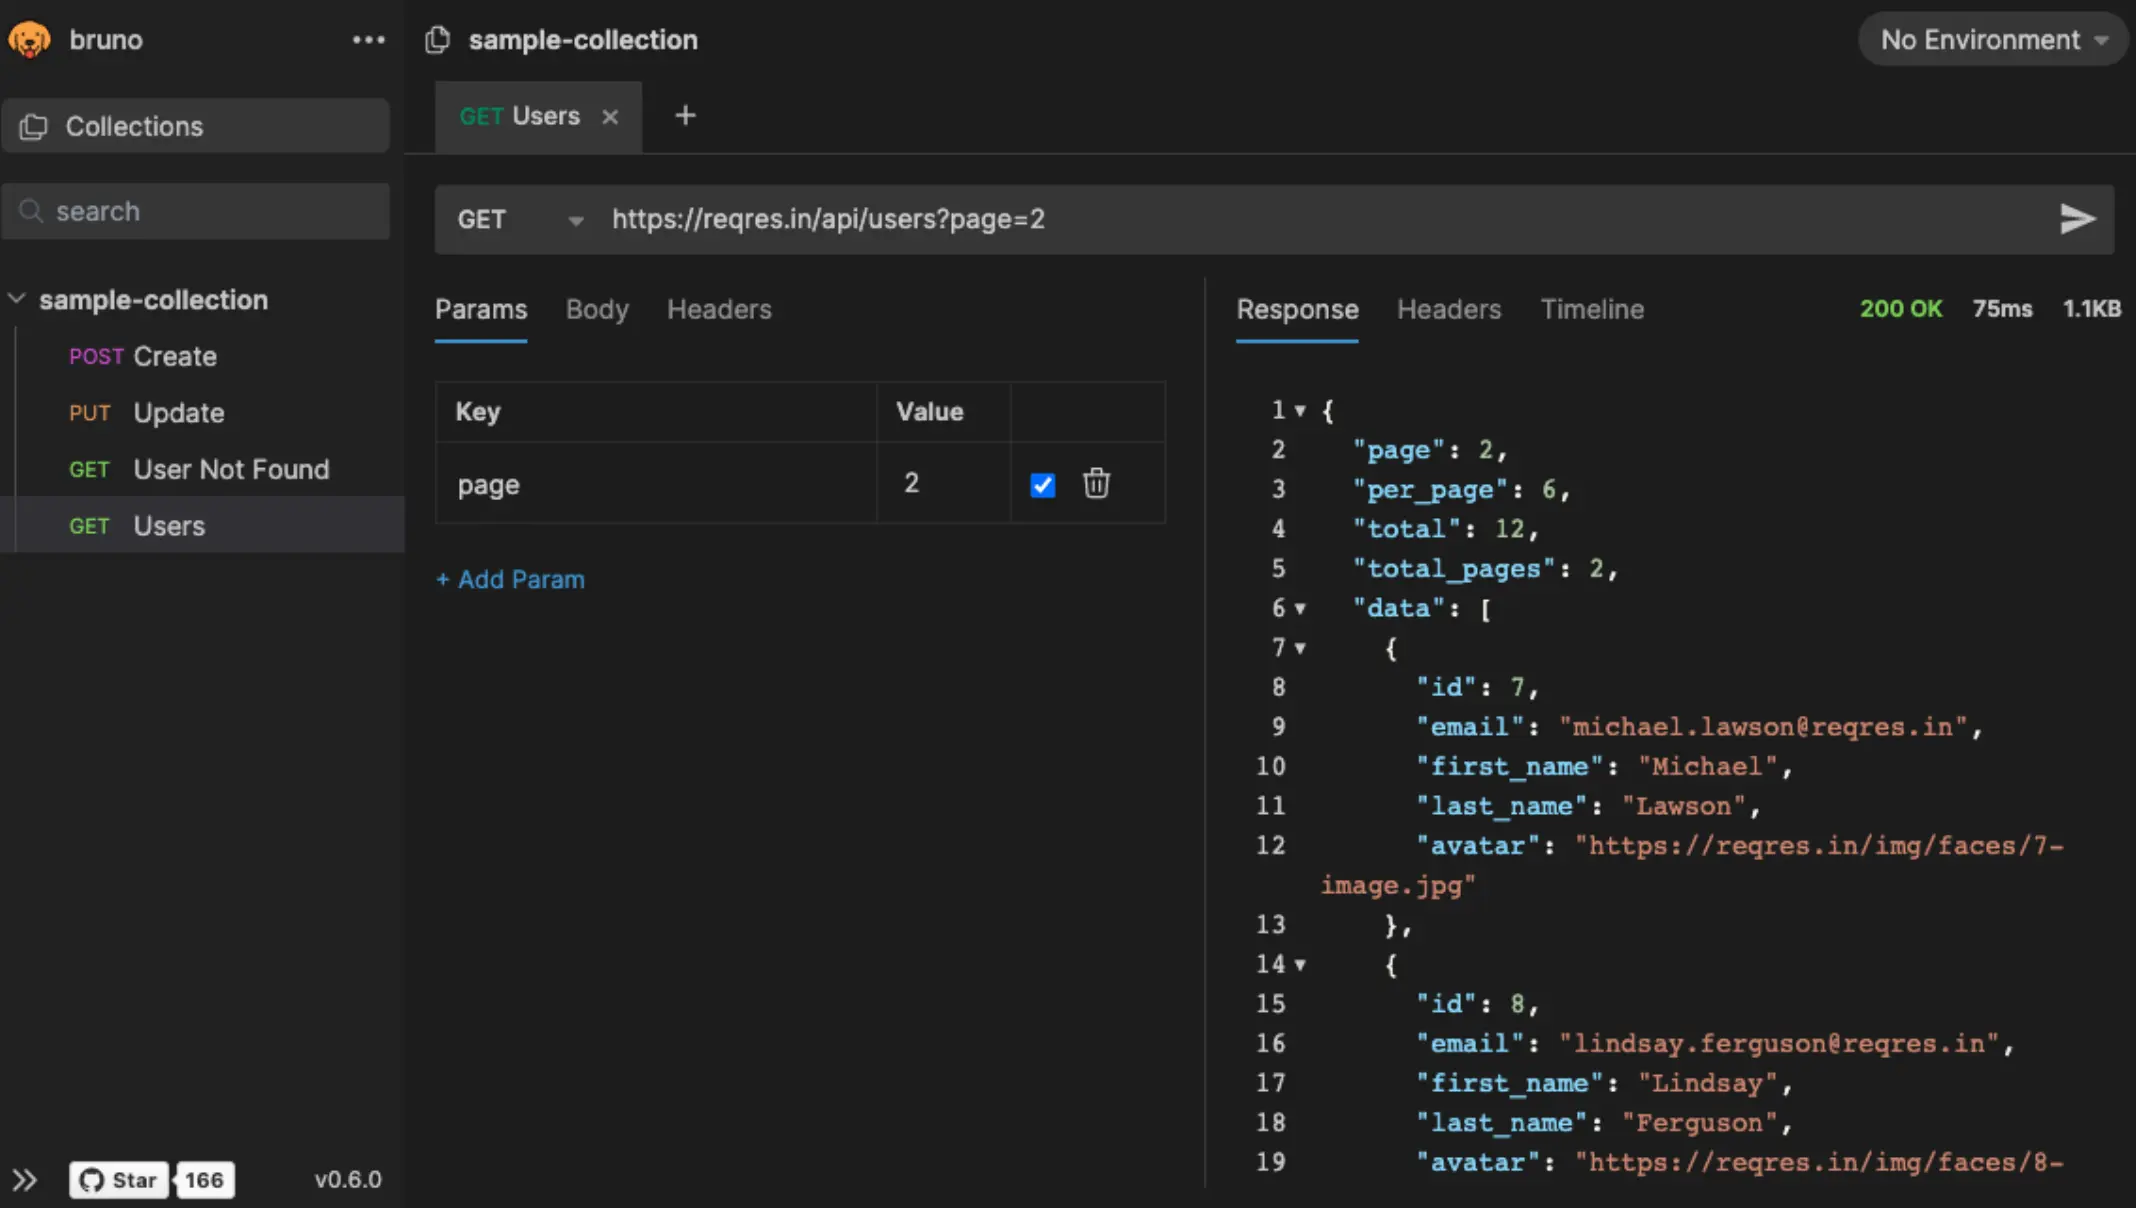 bruno
Collections
search
sample-collection
POST Create
PUT Update
GET User Not Found
GET Users
Star 166 v0.6.0
sample-collection
No Environment
GET Users
GET https://reqres.in/api/users?page=2
Params Body Headers
Key Value
page 2
+ Add Param
Response Headers Timeline 200 OK 75ms 1.1KB
1 {
2 "page": 2,
3 "per_page": 6,
4 "total": 12,
5 "total_pages": 2,
6 "data": [
7 {
8 "id": 7,
9 "email": "michael.lawson@reqres.in",
10 "first_name": "Michael",
11 "last_name": "Lawson",
12 "avatar": "https://reqres.in/img/faces/7-
image.jpg"
13 },
14 {
15 "id": 8,
16 "email": "lindsay.ferguson@reqres.in",
17 "first_name": "Lindsay",
18 "last_name": "Ferguson",
19 "avatar": "https://reqres.in/img/faces/8-